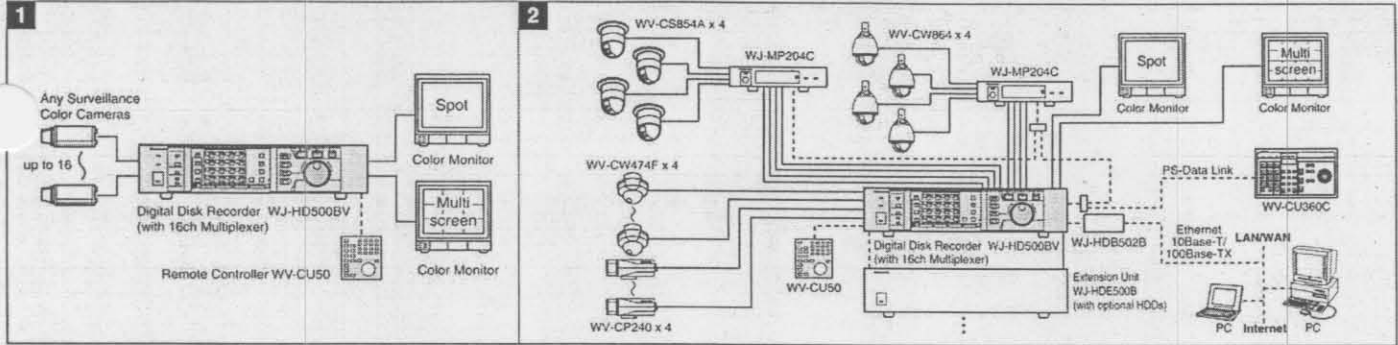 1
Any Surveillance
Color Cameras
up to 16
Digital Disk Recorder WJ-HD500BV
(with 16ch Multiplexer)
Remote Controller WV-CU50
Spot
Color Monitor
Multi
screen
Color Monitor
2
WV-CS854A x 4
WJ-MP204C
WV-CW864 x 4
WJ-MP204C
Spot
Color Monitor
Multi
screen
Color Monitor
WV-CW474F x 4
WV-CP240 x 4
WV-CU50
Digital Disk Recorder WJ-HD500BV
(with 16ch Multiplexer)
Extension Unit
WJ-HDE500B
(with optional HDDs)
WJ-HDB502B
PS-Data Link
WV-CU360C
Ethernet
10Base-T/
100Base-TX
LAN/WAN
PC
Internet
PC